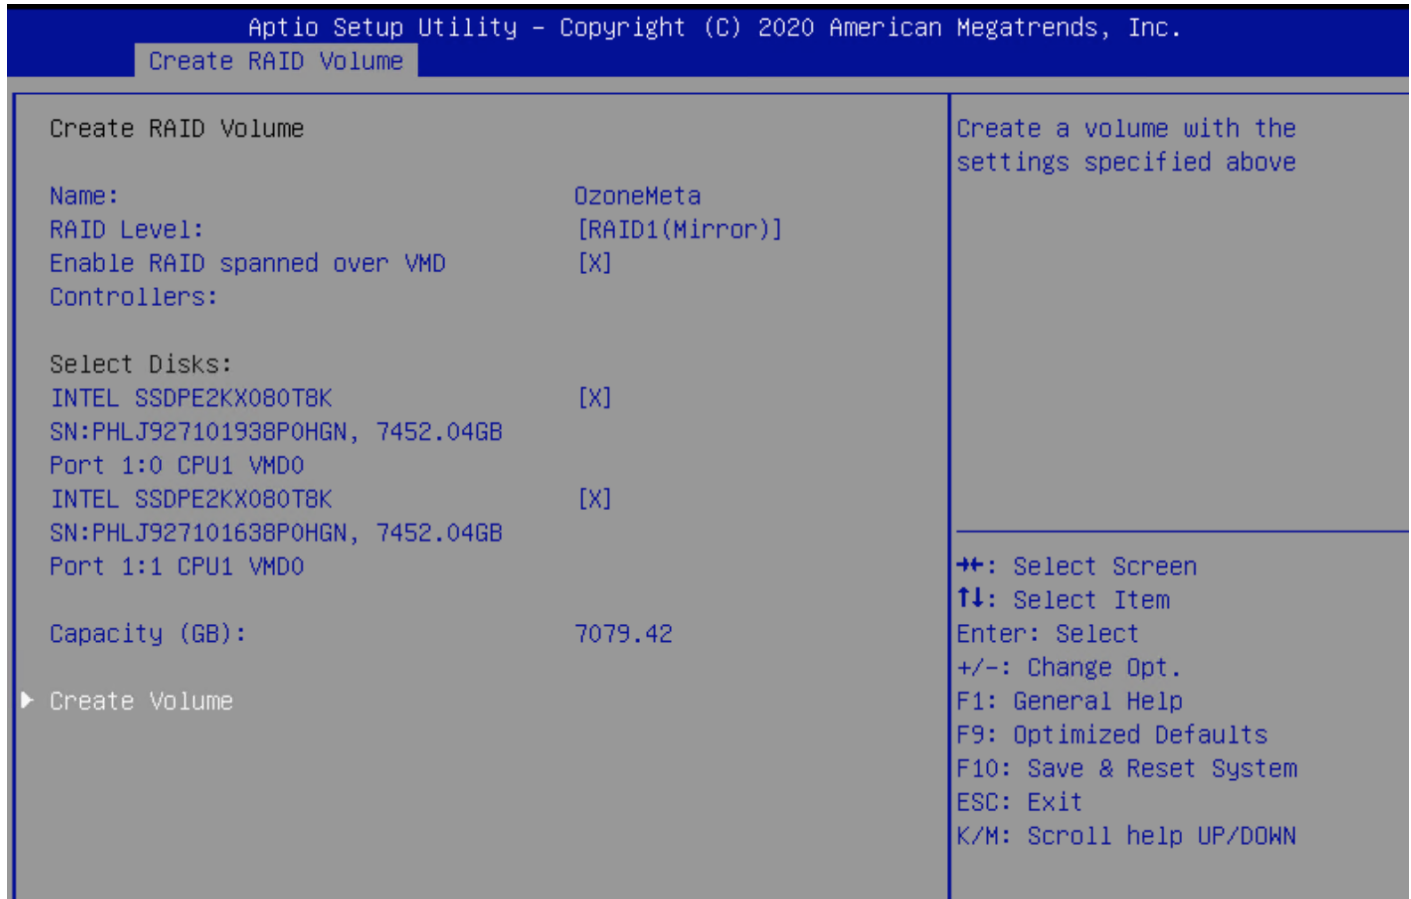 Aptio Setup Utility – Copyright (C) 2020 American Megatrends, Inc.
Create RAID Volume
Create RAID Volume
Name: OzoneMeta
RAID Level: [RAID1(Mirror)]
Enable RAID spanned over VMD [X]
Controllers:
Select Disks:
INTEL SSDPE2KX080T8K [X]
SN:PHLJ927101938P0HGN, 7452.04GB
Port 1:0 CPU1 VMD0
INTEL SSDPE2KX080T8K [X]
SN:PHLJ927101638P0HGN, 7452.04GB
Port 1:1 CPU1 VMD0
Capacity (GB): 7079.42
Create Volume
Create a volume with the
settings specified above
→←: Select Screen
↑↓: Select Item
Enter: Select
+/-: Change Opt.
F1: General Help
F9: Optimized Defaults
F10: Save & Reset System
ESC: Exit
K/M: Scroll help UP/DOWN